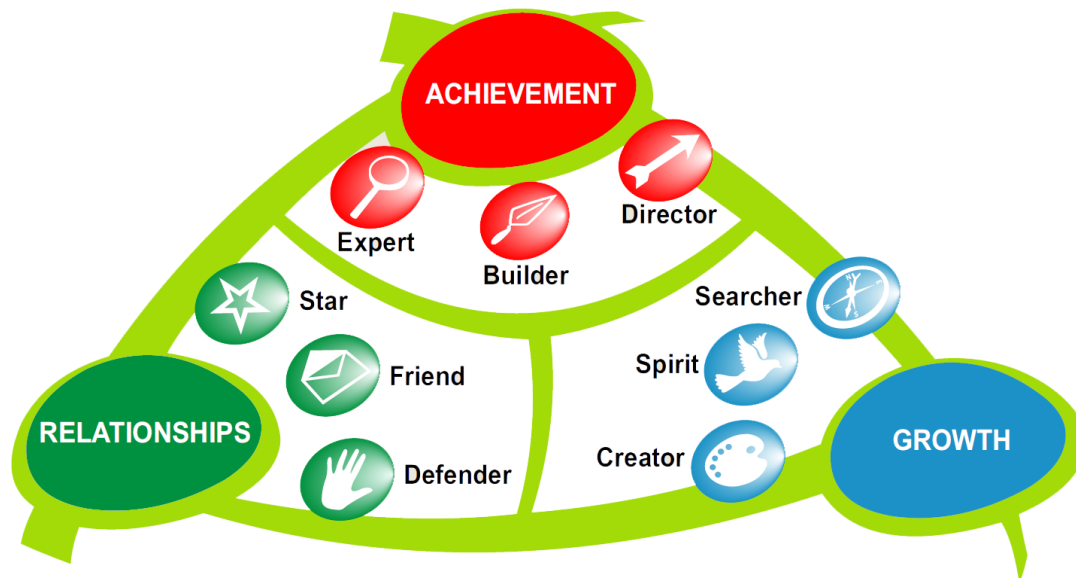 ACHIEVEMENT
Director
Expert
Builder
Searcher
Star
Spirit
Friend
RELATIONSHIPS
GROWTH
Creator
Defender